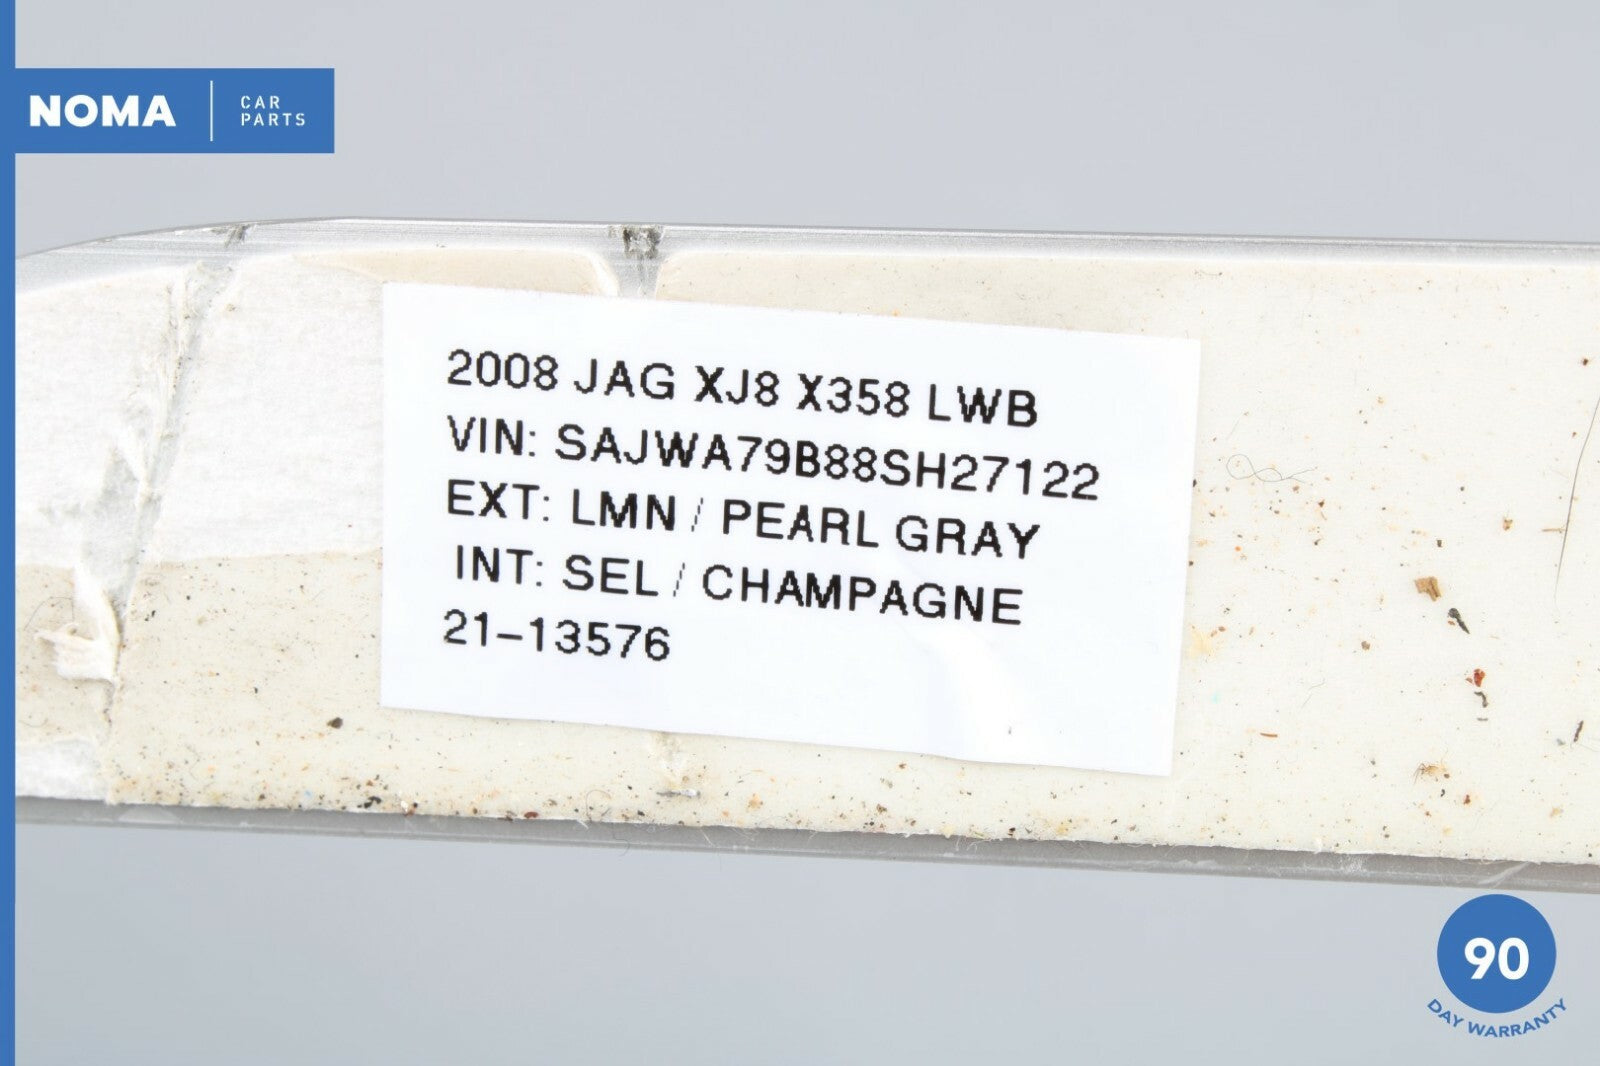 NOMA
CAR
PARTS
2008 JAG XJ8 X358 LWB
VIN: SAJWA79B88SH27122
EXT: LMN / PEARL GRAY
INT: SEL / CHAMPAGNE
21-13576
90
DAY WARRANTY